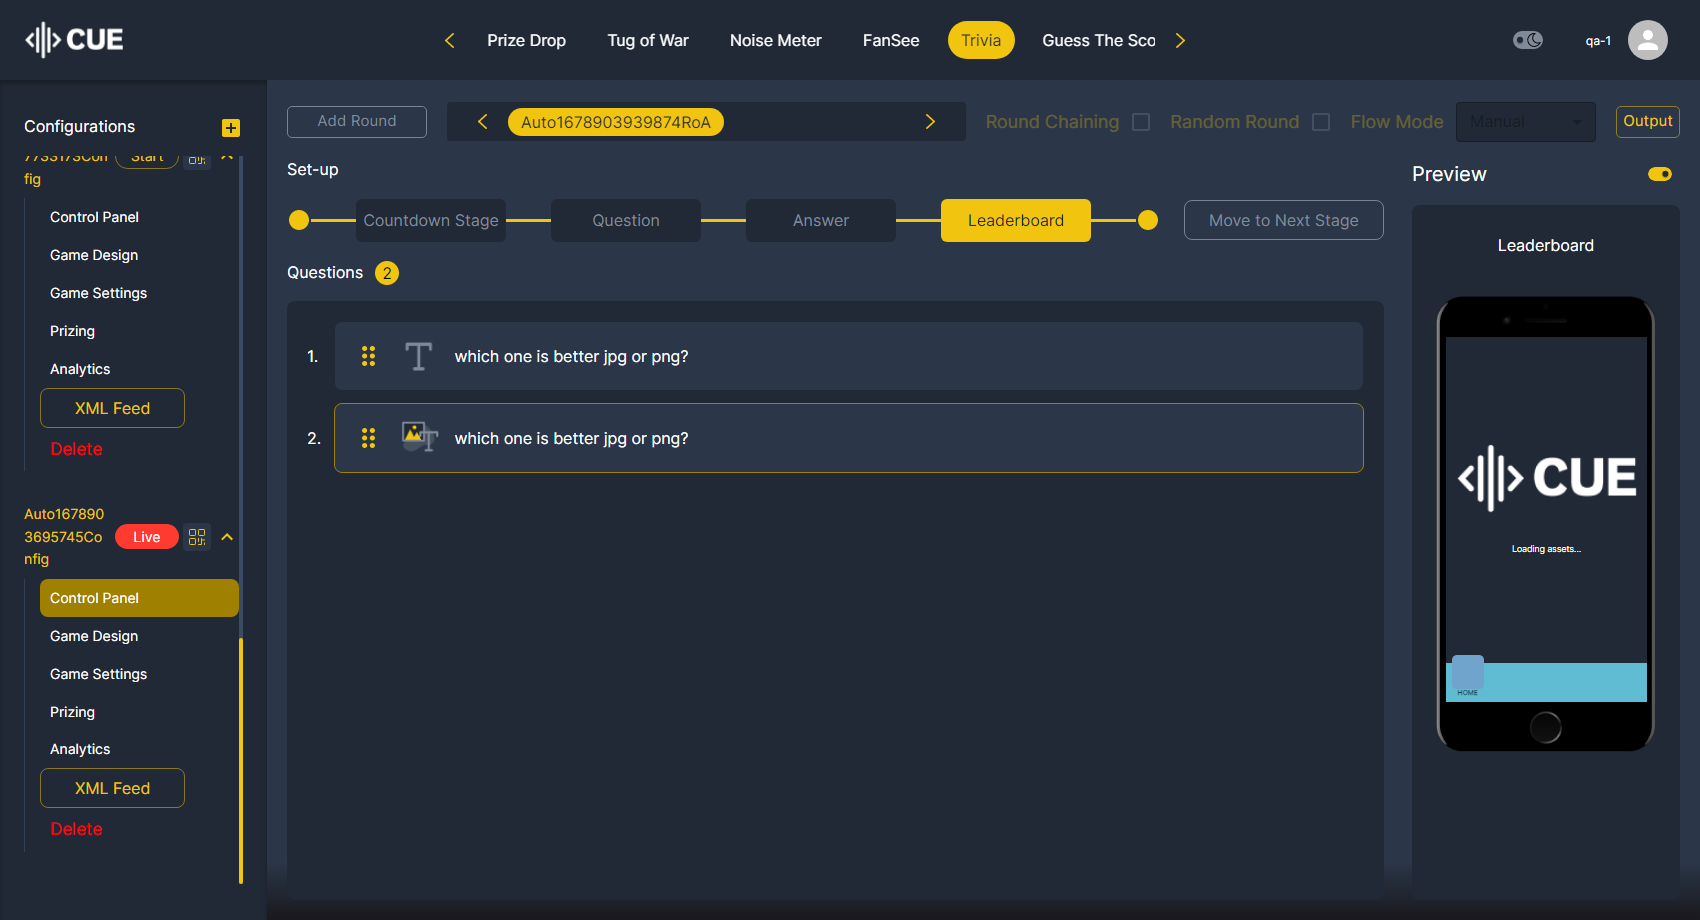 CUE
Prize Drop
Tug of War
Noise Meter
FanSee
Trivia
Guess The Sco
qa-1
Configurations
Start
fig
Control Panel
Game Design
Game Settings
Prizing
Analytics
XML Feed
Delete
Auto167890
3695745Co
nfig
Live
Control Panel
Game Design
Game Settings
Prizing
Analytics
XML Feed
Delete
Add Round
Auto1678903939874RoA
Round Chaining
Random Round
Flow Mode
Manual
Output
Set-up
Countdown Stage
Question
Answer
Leaderboard
Move to Next Stage
Questions 2
1. which one is better jpg or png?
2. which one is better jpg or png?
Preview
Leaderboard
CUE
Loading assets...
HOME